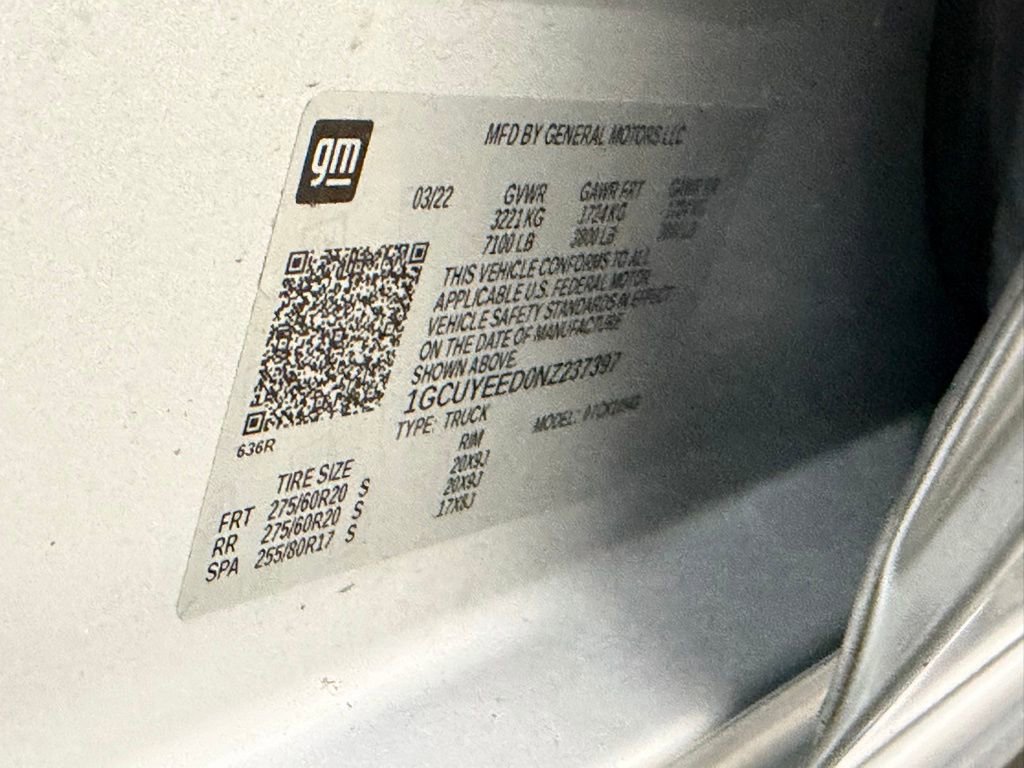 gm
MFD BY GENERAL MOTORS LLC
03/22 GVWR GAWR FRT GAWR RR
3221 KG 1724 KG
7100 LB 3800 LB
THIS VEHICLE CONFORMS TO ALL
APPLICABLE U.S. FEDERAL MOTOR
VEHICLE SAFETY STANDARDS IN EFFECT
ON THE DATE OF MANUFACTURE
SHOWN ABOVE
1GCUYEED0NZ237397
TYPE: TRUCK MODEL:
636R
TIRE SIZE RIM
FRT 275/60R20 S 20X9J
RR 275/60R20 S 20X9J
SPA 255/80R17 S 17X8J